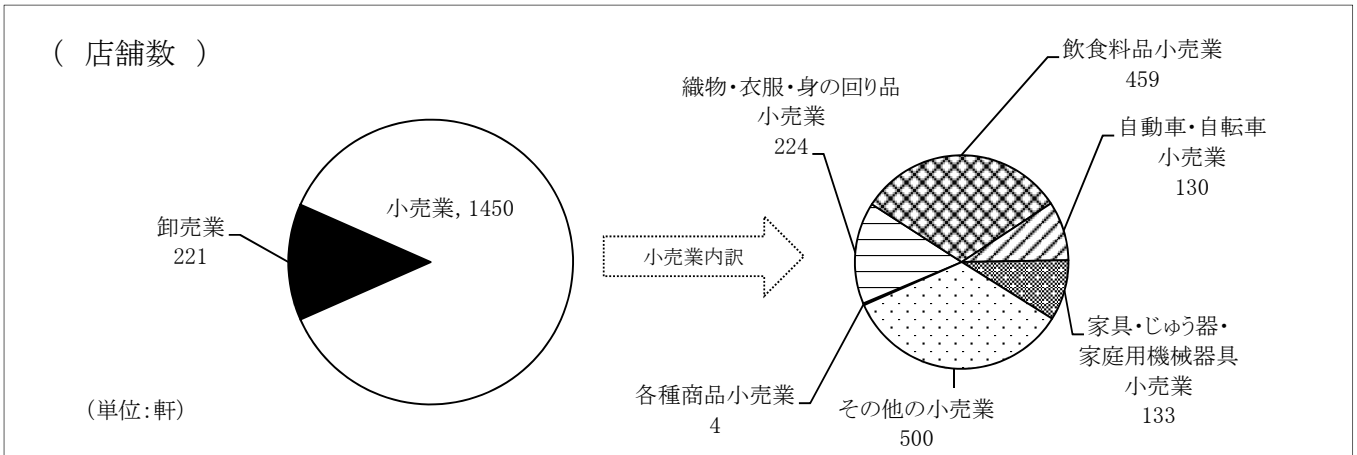 ( 店舗数 )
小売業, 1450
卸売業
221
(単位:軒)
小売業内訳
飲食料品小売業
459
織物・衣服・身の回り品
小売業
224
自動車・自転車
小売業
130
家具・じゅう器・
家庭用機械器具
小売業
133
各種商品小売業
4
その他の小売業
500